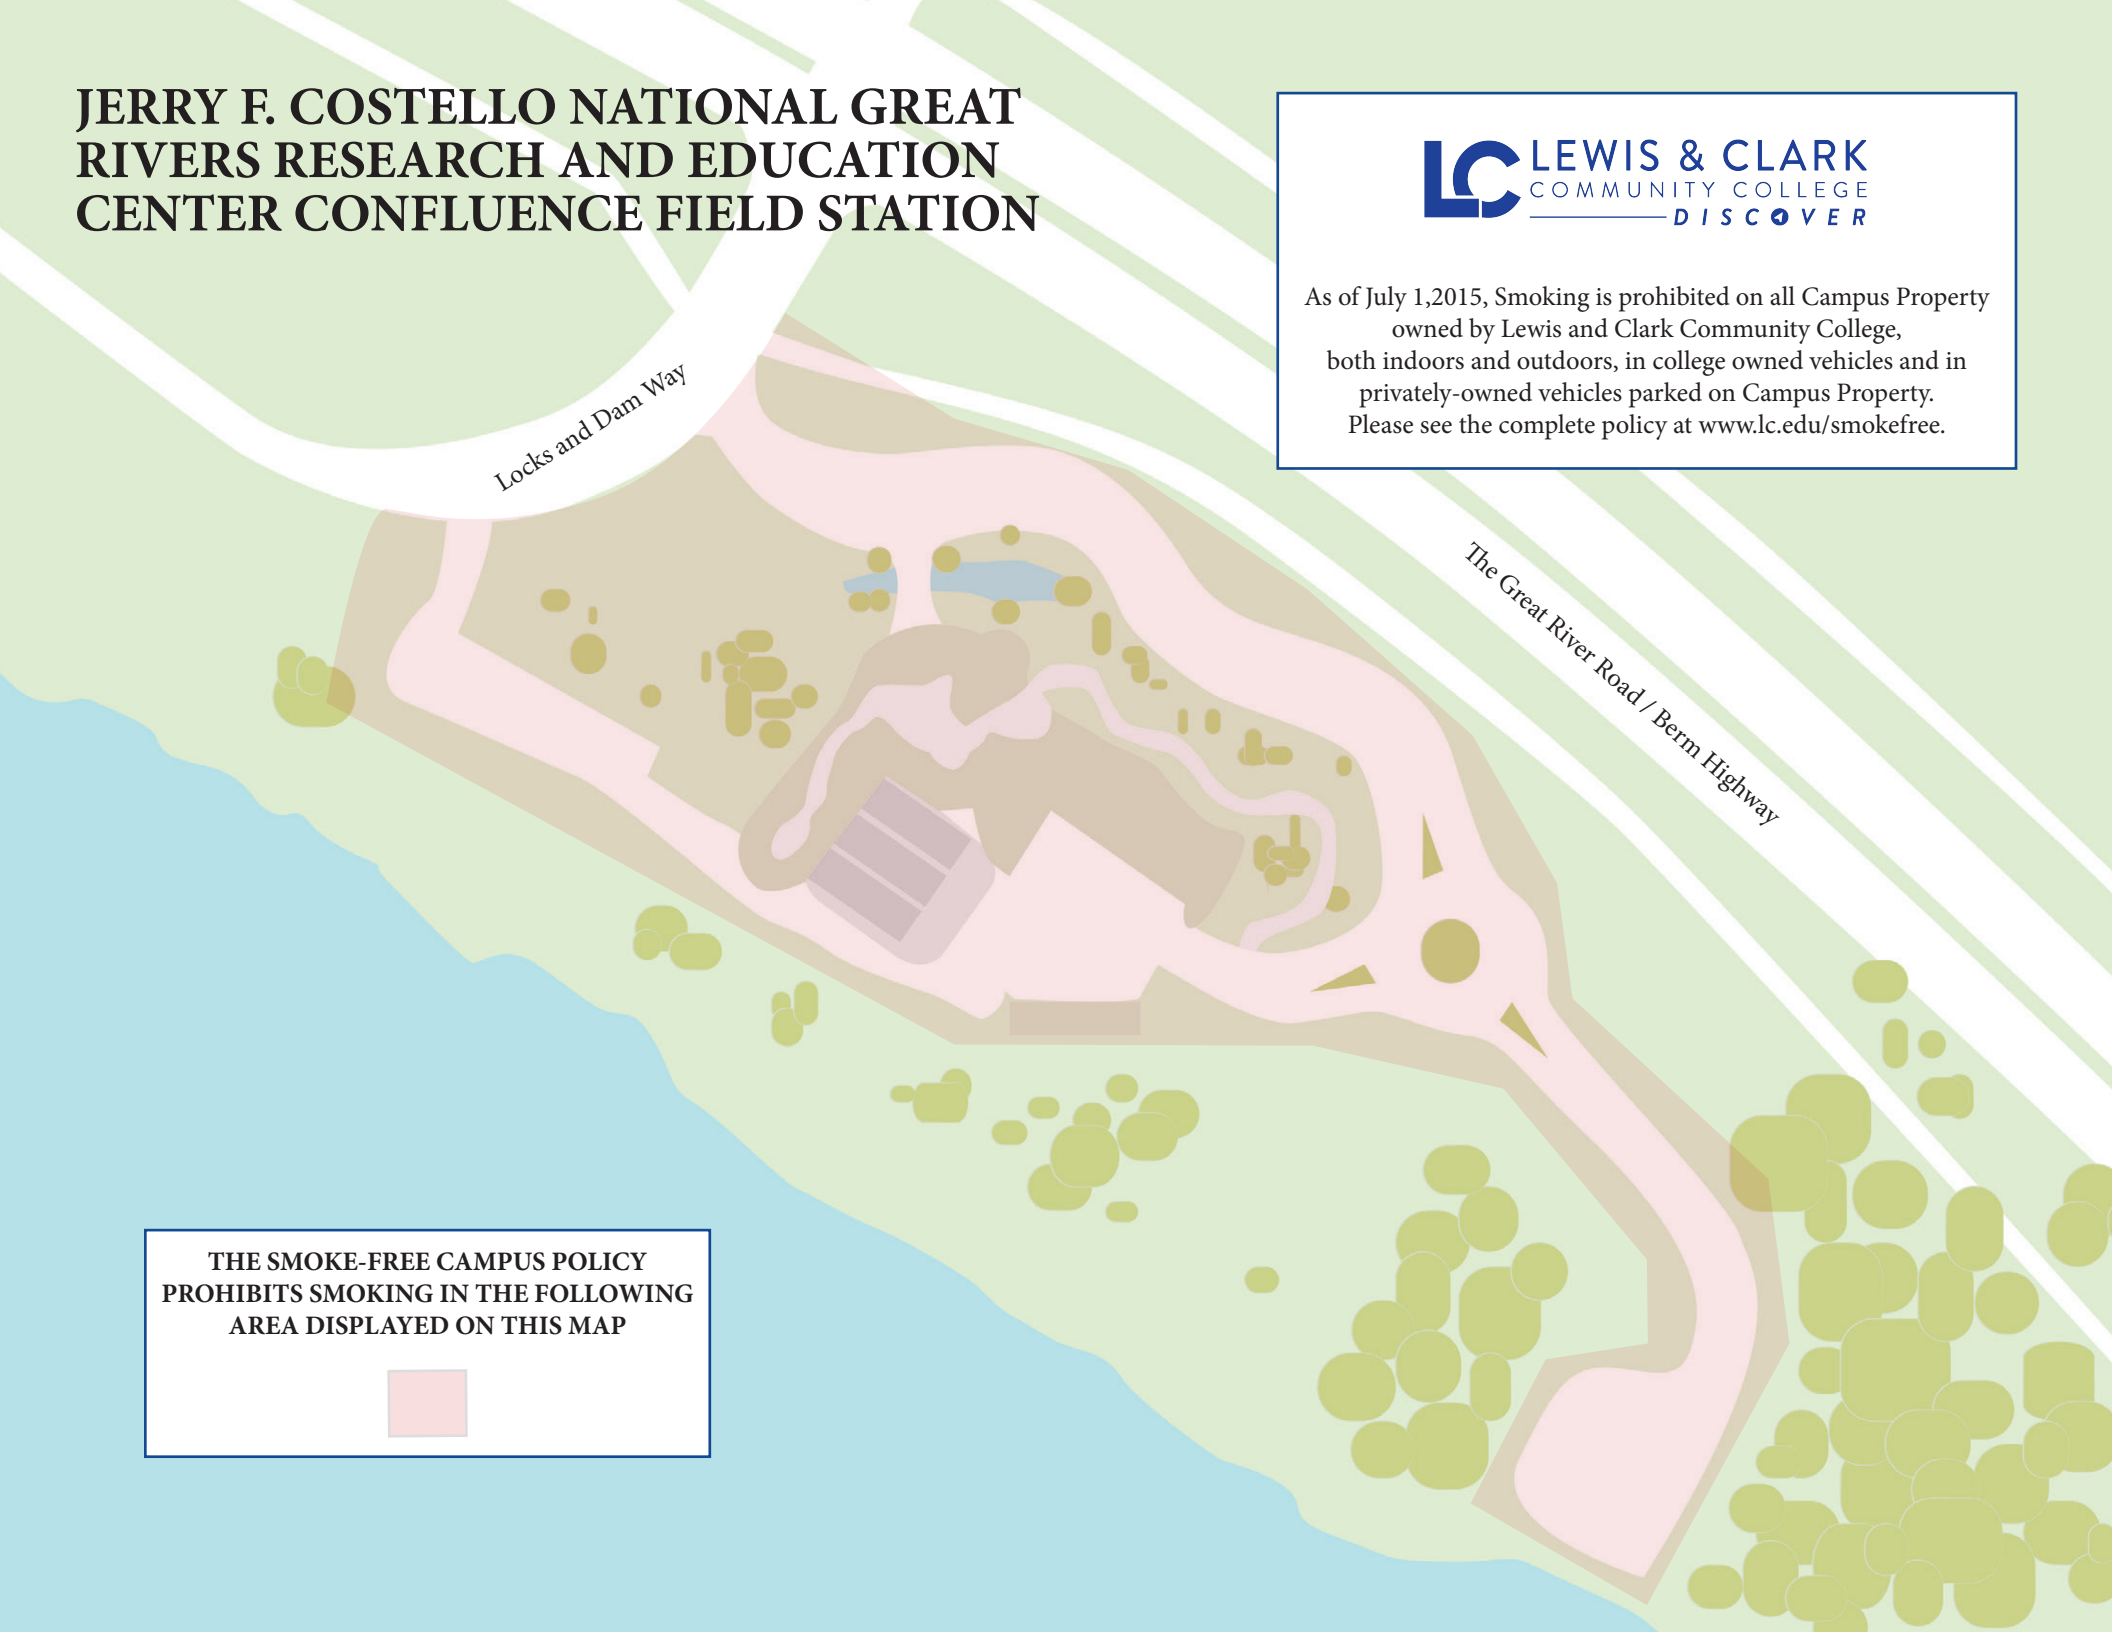 JERRY F. COSTELLO NATIONAL GREAT
RIVERS RESEARCH AND EDUCATION
CENTER CONFLUENCE FIELD STATION
LC LEWIS & CLARK
COMMUNITY COLLEGE
DISCOVER
As of July 1,2015, Smoking is prohibited on all Campus Property
owned by Lewis and Clark Community College,
both indoors and outdoors, in college owned vehicles and in
privately-owned vehicles parked on Campus Property.
Please see the complete policy at www.lc.edu/smokefree.
Locks and Dam Way
The Great River Road / Berm Highway
THE SMOKE-FREE CAMPUS POLICY
PROHIBITS SMOKING IN THE FOLLOWING
AREA DISPLAYED ON THIS MAP